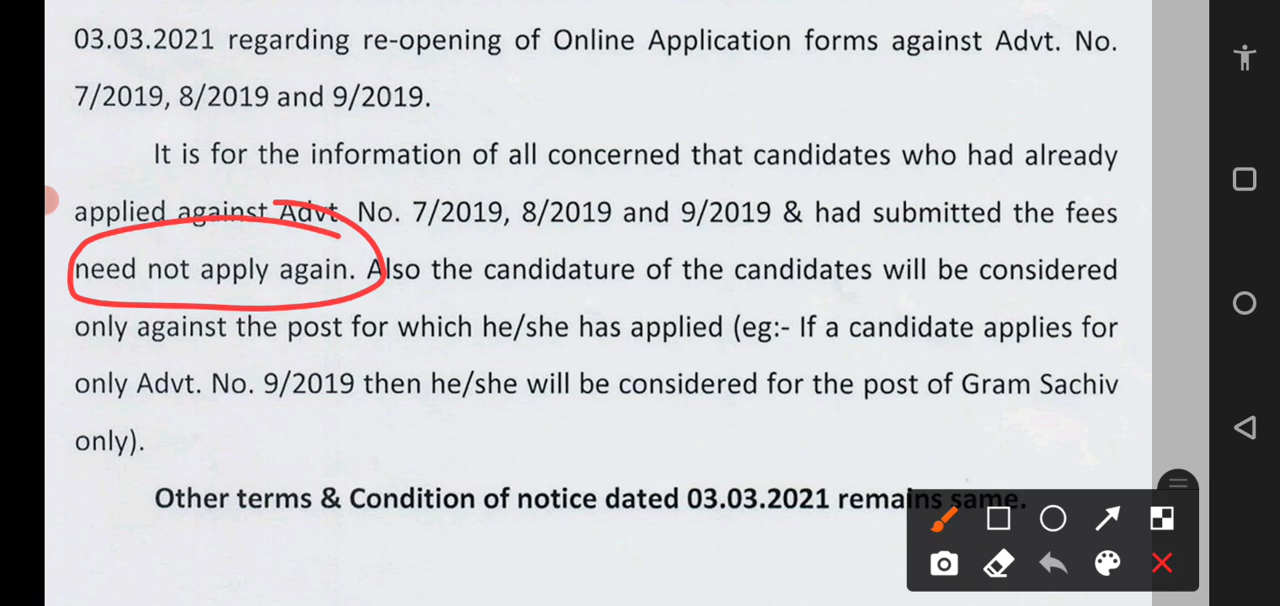 03.03.2021 regarding re-opening of Online Application forms against Advt. No.
7/2019, 8/2019 and 9/2019.
It is for the information of all concerned that candidates who had already
applied against Advt. No. 7/2019, 8/2019 and 9/2019 & had submitted the fees
need not apply again. Also the candidature of the candidates will be considered
only against the post for which he/she has applied (eg:- If a candidate applies for
only Advt. No. 9/2019 then he/she will be considered for the post of Gram Sachiv
only).
Other terms & Condition of notice dated 03.03.2021 remains same.